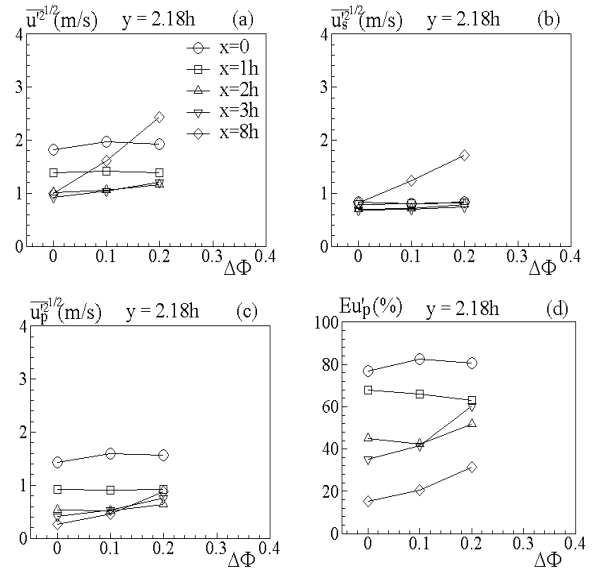 u'²^1/2(m/s) y = 2.18h (a)
4
3
2
1
0
x=0
x=1h
x=2h
x=3h
x=8h
0 0.1 0.2 0.3 0.4
ΔΦ
u's²^1/2(m/s) y = 2.18h (b)
4
3
2
1
0
0 0.1 0.2 0.3 0.4
ΔΦ
u'p²^1/2(m/s) y = 2.18h (c)
4
3
2
1
0
0 0.1 0.2 0.3 0.4
ΔΦ
Eu'p(%) y = 2.18h (d)
100
80
60
40
20
0
0 0.1 0.2 0.3 0.4
ΔΦ